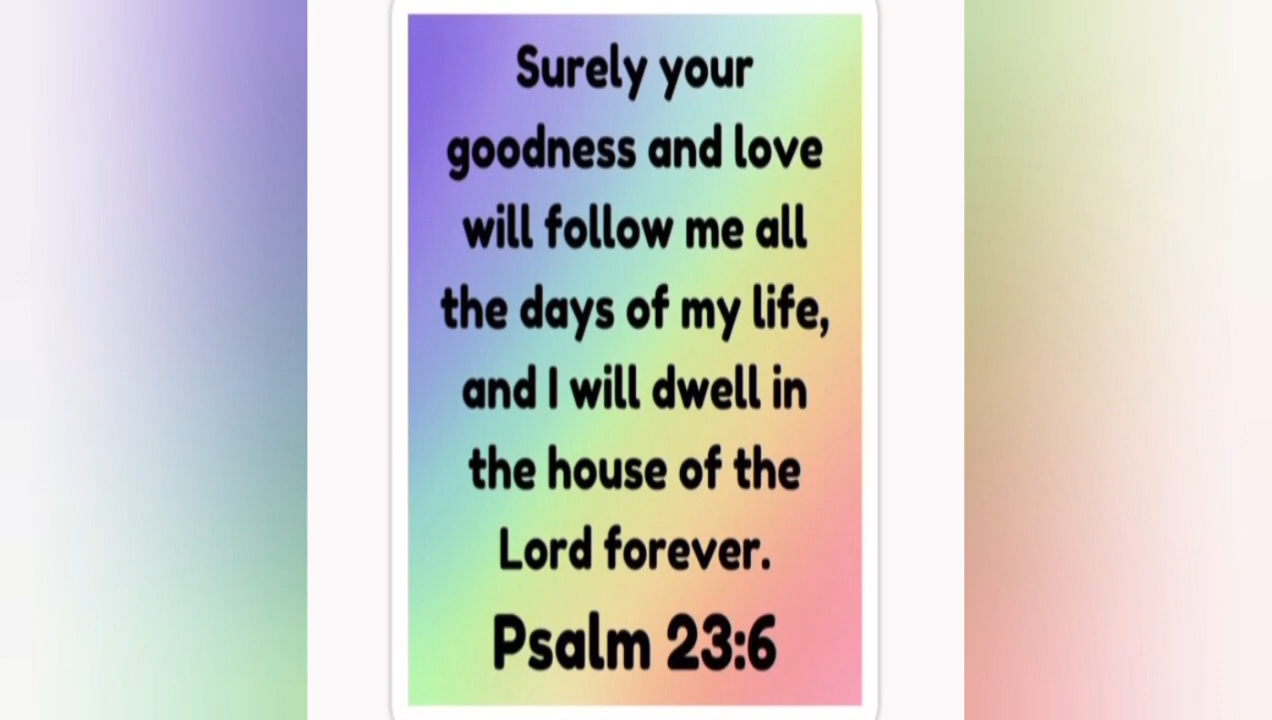 Surely your
goodness and love
will follow me all
the days of my life,
and I will dwell in
the house of the
Lord forever.
Psalm 23:6